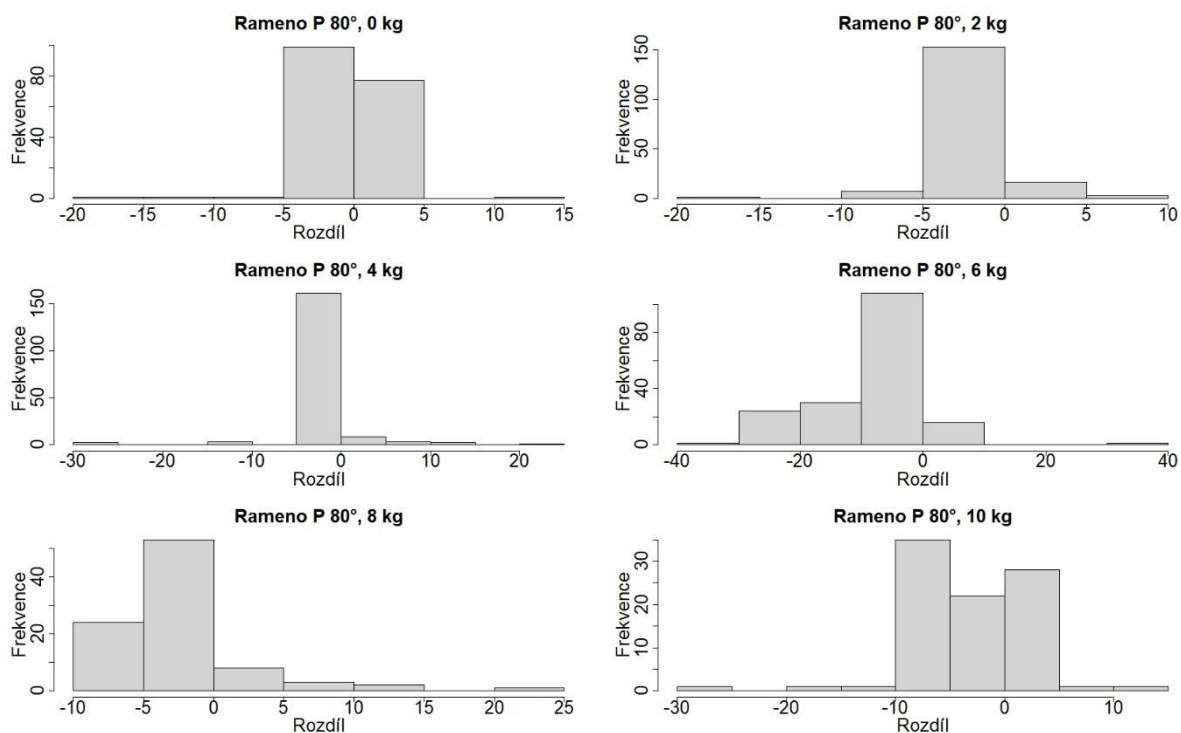 Rameno P 80°, 0 kg
Frekvence
0 40 80
-20 -15 -10 -5 0 5 10 15
Rozdíl
Rameno P 80°, 2 kg
Frekvence
0 50 100 150
-20 -15 -10 -5 0 5 10
Rozdíl
Rameno P 80°, 4 kg
Frekvence
0 50 100 150
-30 -20 -10 0 10 20
Rozdíl
Rameno P 80°, 6 kg
Frekvence
0 40 80
-40 -20 0 20 40
Rozdíl
Rameno P 80°, 8 kg
Frekvence
0 20 40
-10 -5 0 5 10 15 20 25
Rozdíl
Rameno P 80°, 10 kg
Frekvence
0 10 20 30
-30 -20 -10 0 10
Rozdíl